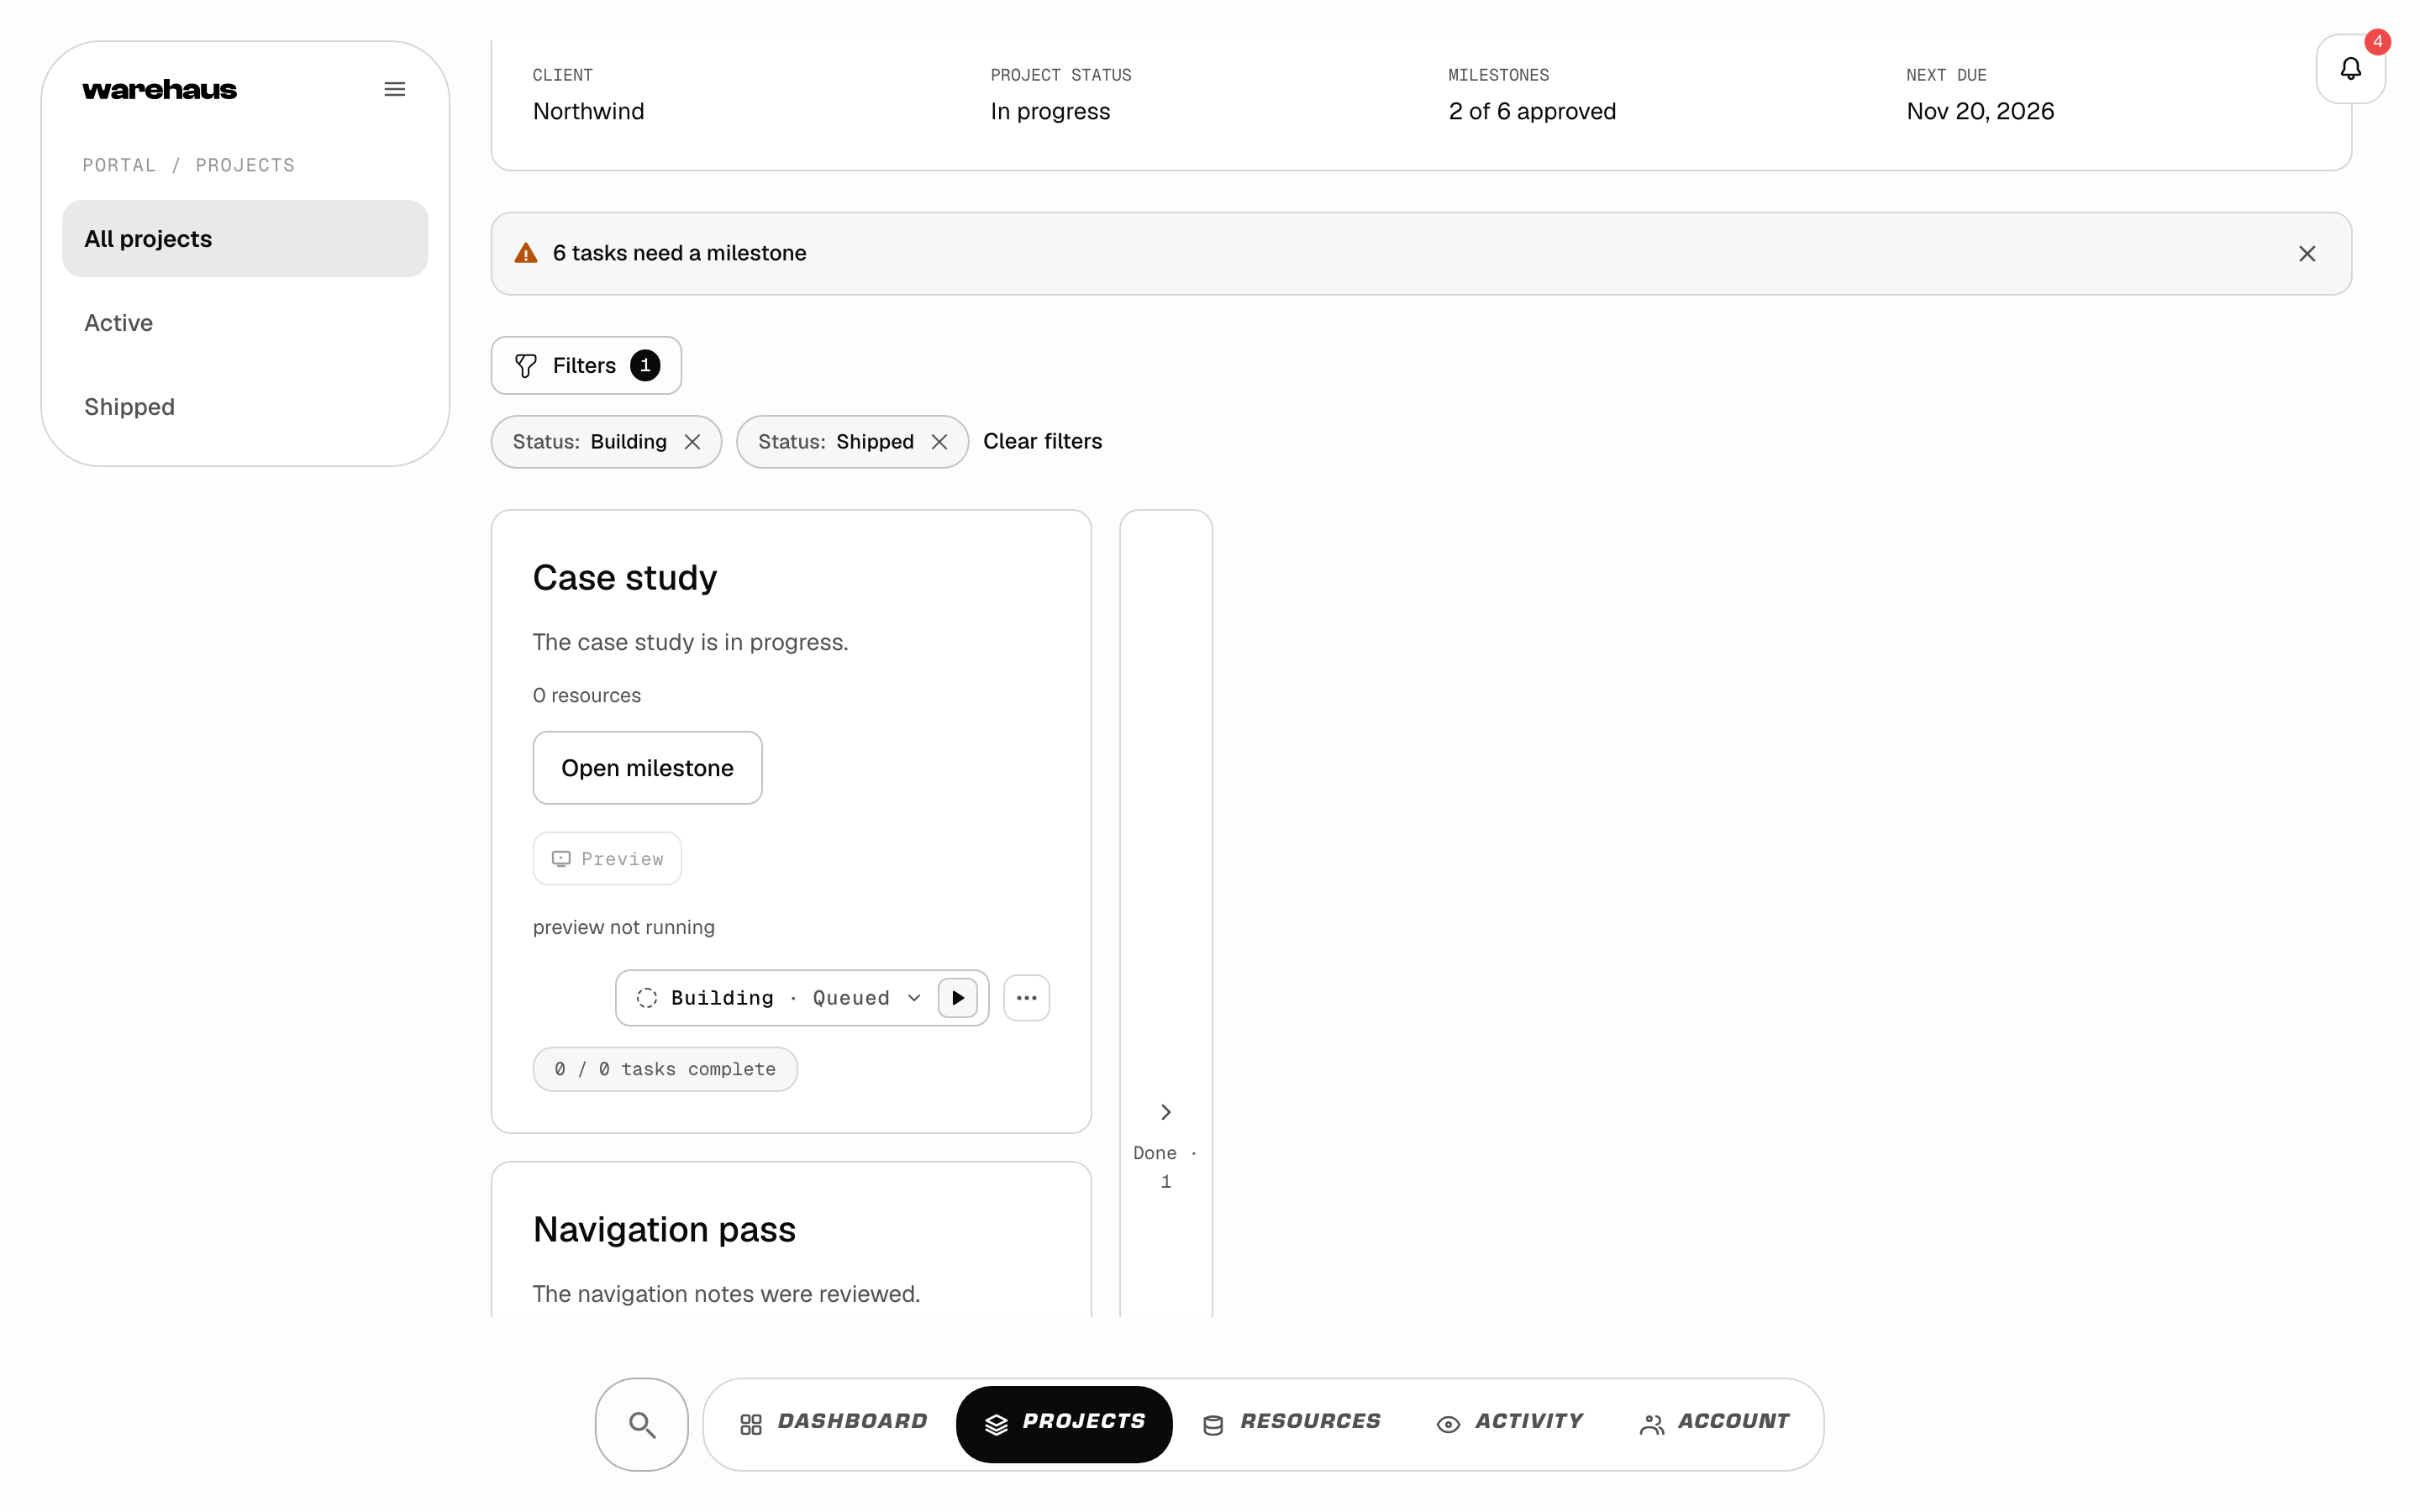 warehaus
PORTAL / PROJECTS
All projects
Active
Shipped
CLIENT
Northwind
PROJECT STATUS
In progress
MILESTONES
2 of 6 approved
NEXT DUE
Nov 20, 2026
4
6 tasks need a milestone
Filters 1
Status: Building
Status: Shipped
Clear filters
Case study
The case study is in progress.
0 resources
Open milestone
Preview
preview not running
Building · Queued
0 / 0 tasks complete
Done ·
1
Navigation pass
The navigation notes were reviewed.
DASHBOARD
PROJECTS
RESOURCES
ACTIVITY
ACCOUNT